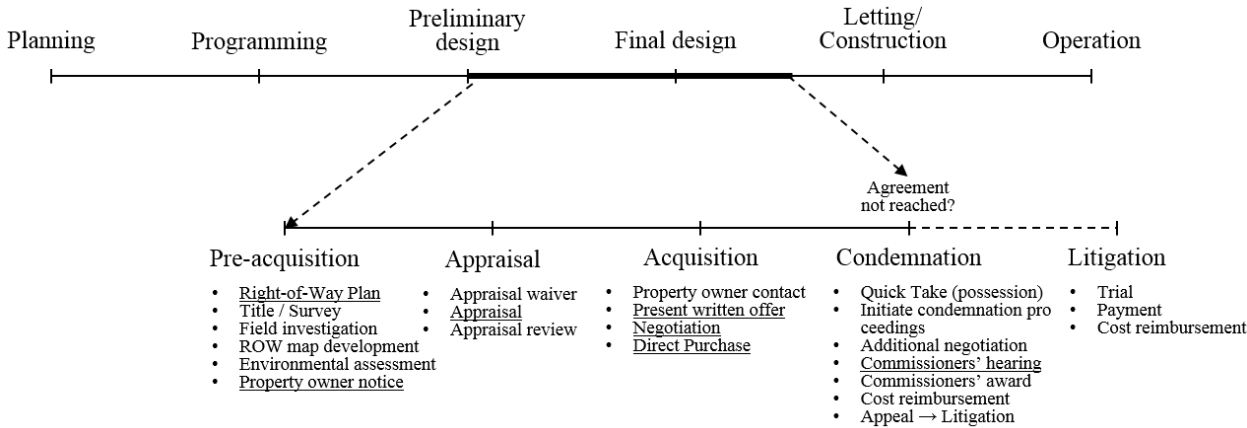 Planning
Programming
Preliminary
design
Final design
Letting/
Construction
Operation
Agreement
not reached?
Pre-acquisition
• Right-of-Way Plan
• Title / Survey
• Field investigation
• ROW map development
• Environmental assessment
• Property owner notice
Appraisal
• Appraisal waiver
• Appraisal
• Appraisal review
Acquisition
• Property owner contact
• Present written offer
• Negotiation
• Direct Purchase
Condemnation
• Quick Take (possession)
• Initiate condemnation pro
ceedings
• Additional negotiation
• Commissioners’ hearing
• Commissioners’ award
• Cost reimbursement
• Appeal → Litigation
Litigation
• Trial
• Payment
• Cost reimbursement